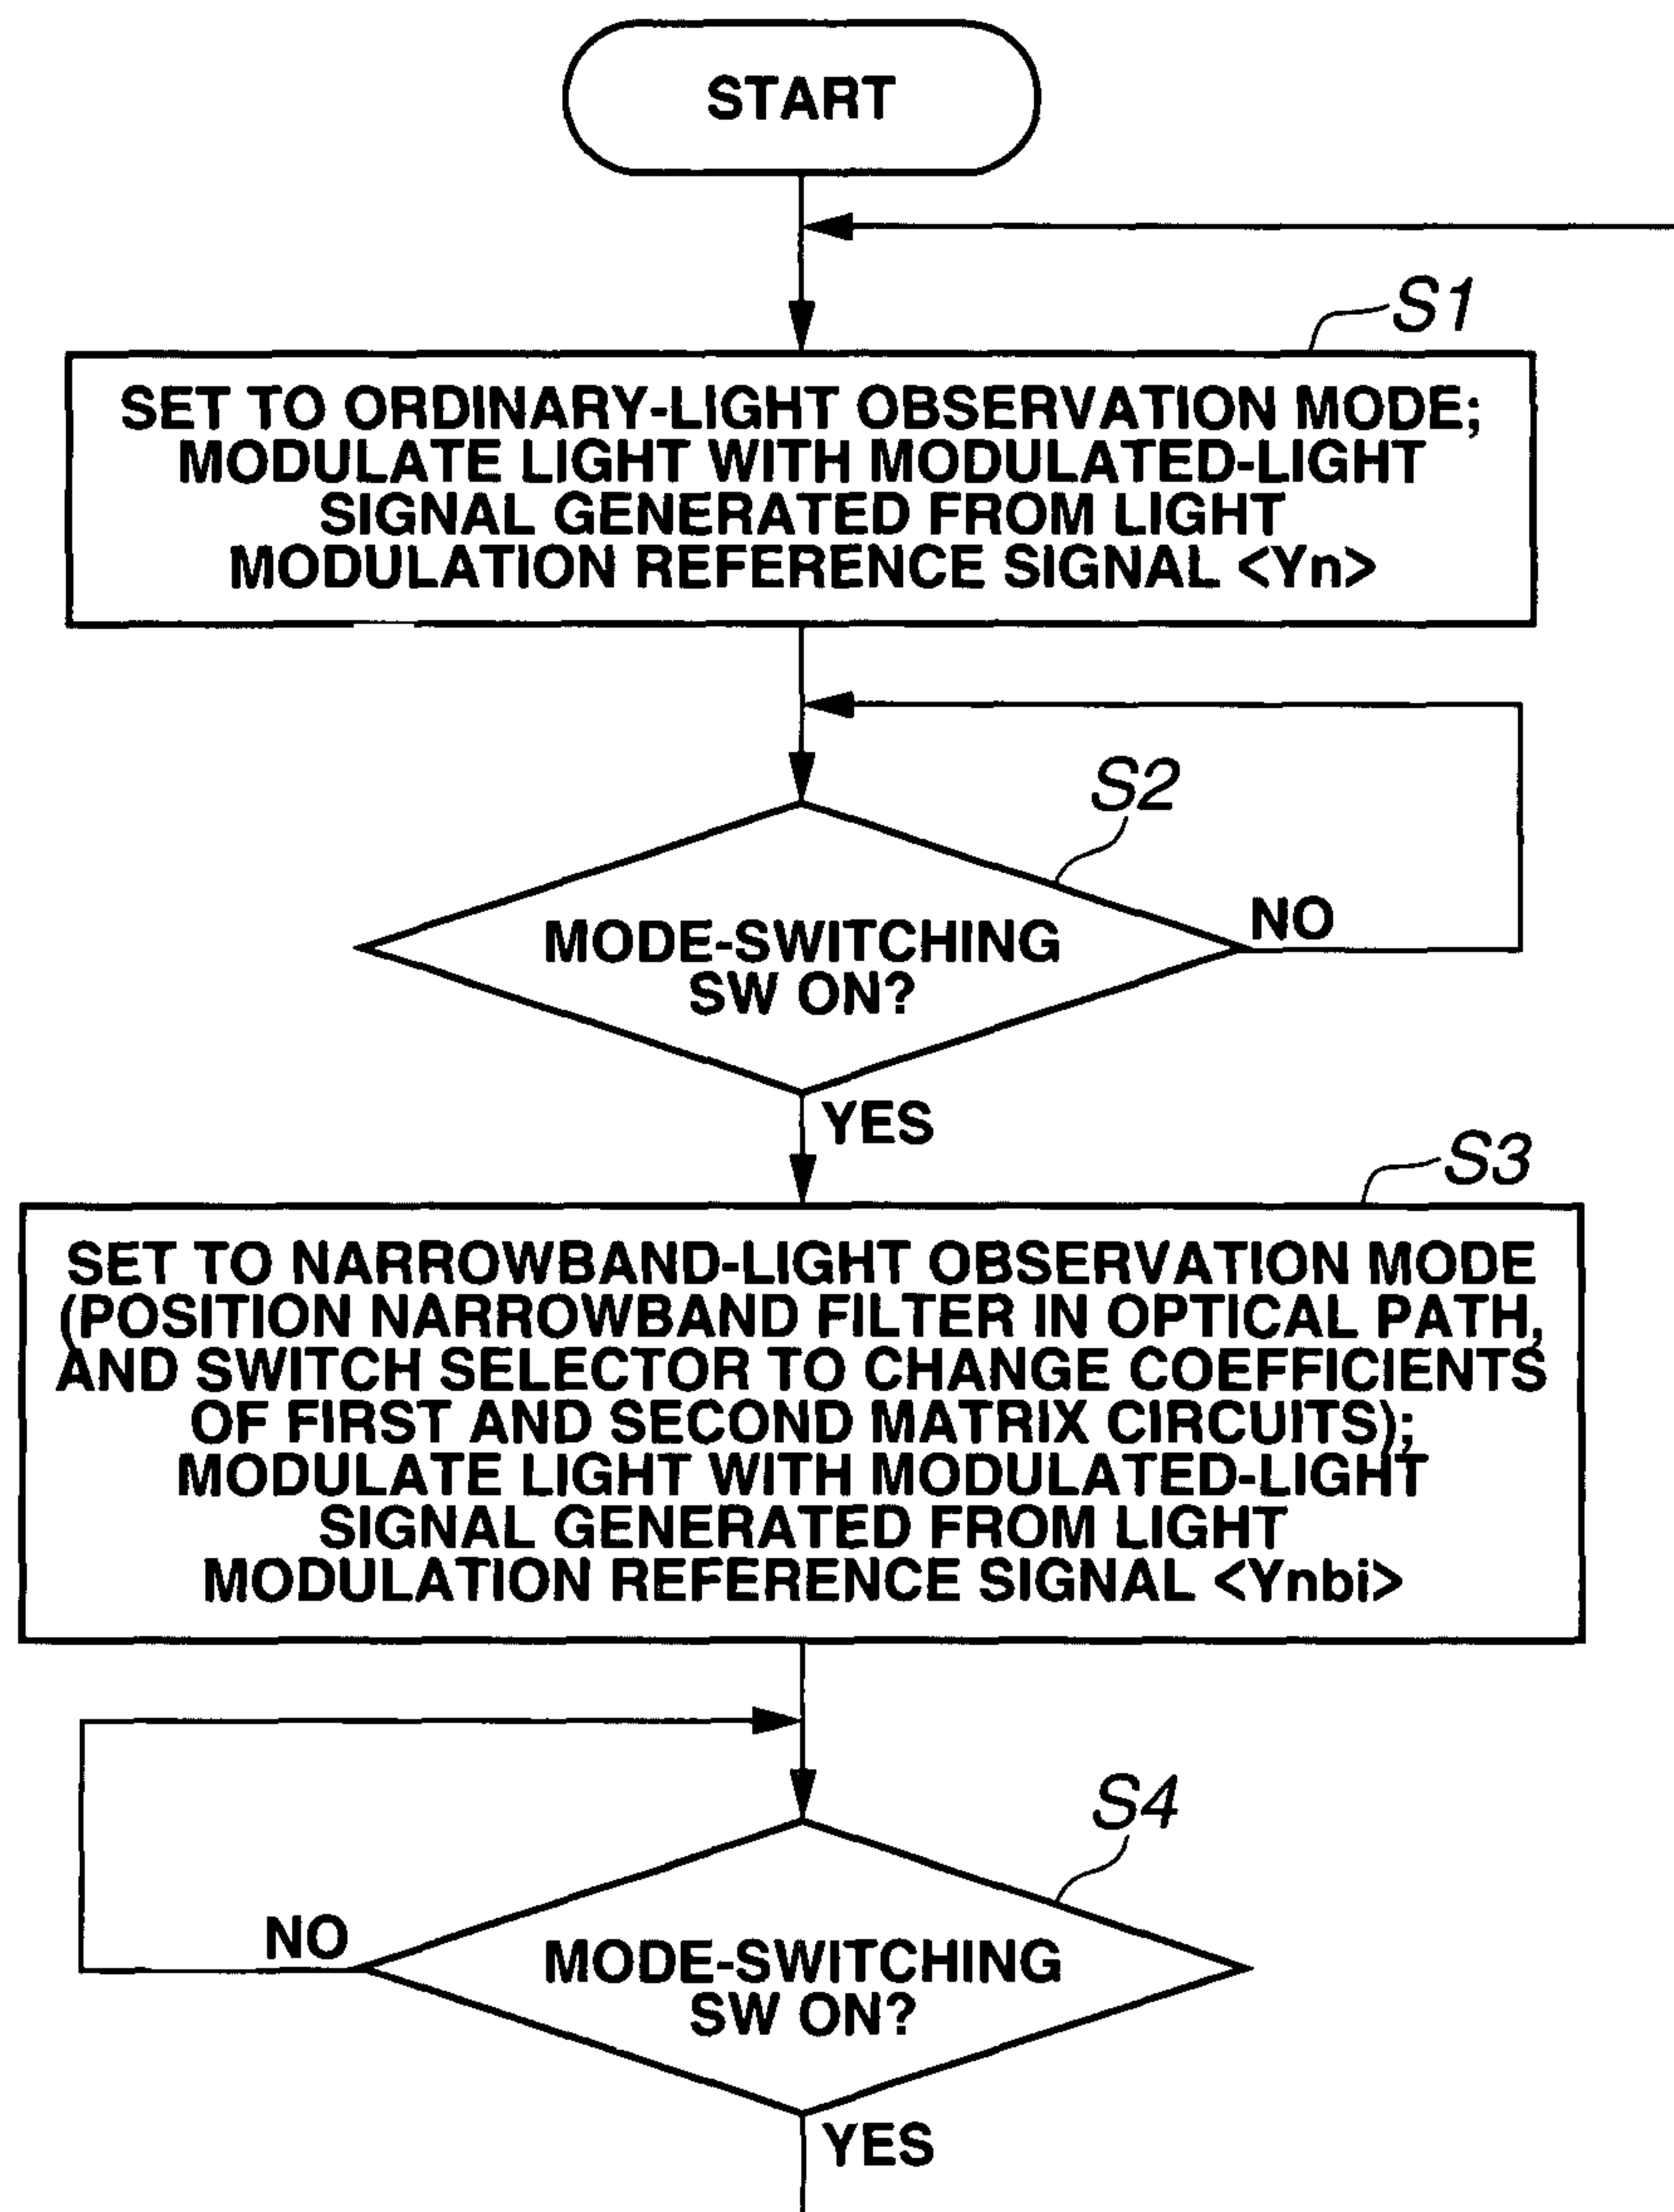 START
S1
SET TO ORDINARY-LIGHT OBSERVATION MODE;
MODULATE LIGHT WITH MODULATED-LIGHT
SIGNAL GENERATED FROM LIGHT
MODULATION REFERENCE SIGNAL <Yn>
S2
MODE-SWITCHING
SW ON?
NO
YES
S3
SET TO NARROWBAND-LIGHT OBSERVATION MODE
(POSITION NARROWBAND FILTER IN OPTICAL PATH,
AND SWITCH SELECTOR TO CHANGE COEFFICIENTS
OF FIRST AND SECOND MATRIX CIRCUITS);
MODULATE LIGHT WITH MODULATED-LIGHT
SIGNAL GENERATED FROM LIGHT
MODULATION REFERENCE SIGNAL <Ynbi>
S4
NO
MODE-SWITCHING
SW ON?
YES